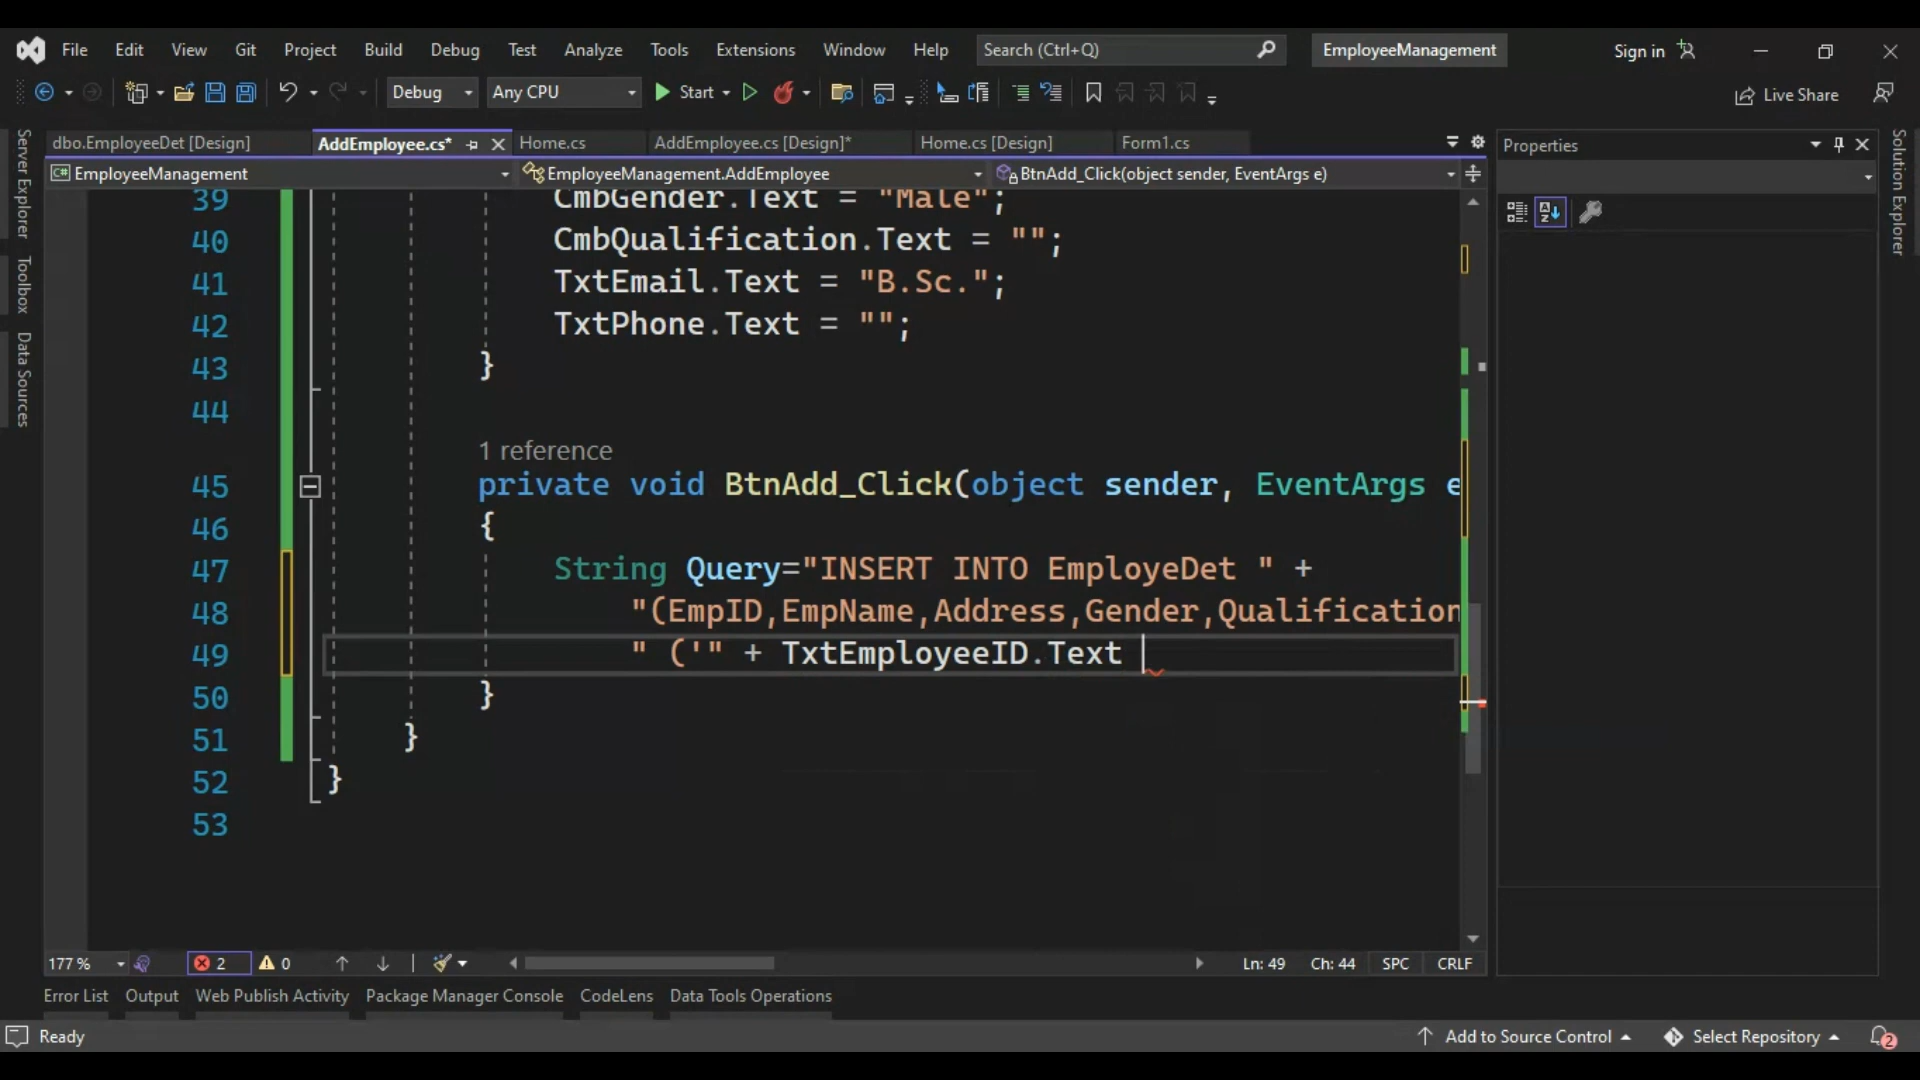 File Edit View Git Project Build Debug Test Analyze Tools Extensions Window Help Search (Ctrl+Q) EmployeeManagement Sign in
Debug Any CPU Start Live Share
dbo.EmployeeDet [Design] AddEmployee.cs* Home.cs AddEmployee.cs [Design]* Home.cs [Design] Form1.cs Properties
C# EmployeeManagement EmployeeManagement.AddEmployee BtnAdd_Click(object sender, EventArgs e)
Server Explorer
Toolbox
Data Sources
Solution Explorer
39 CmbGender.Text = "Male";
40 CmbQualification.Text = "";
41 TxtEmail.Text = "B.Sc.";
42 TxtPhone.Text = "";
43 }
44
1 reference
45 private void BtnAdd_Click(object sender, EventArgs e
46 {
47 String Query="INSERT INTO EmployeDet " +
48 "(EmpID,EmpName,Address,Gender,Qualification
49 " ('" + TxtEmployeeID.Text
50 }
51 }
52 }
53
177 % 2 0 Ln: 49 Ch: 44 SPC CRLF
Error List Output Web Publish Activity Package Manager Console CodeLens Data Tools Operations
Ready Add to Source Control Select Repository 2